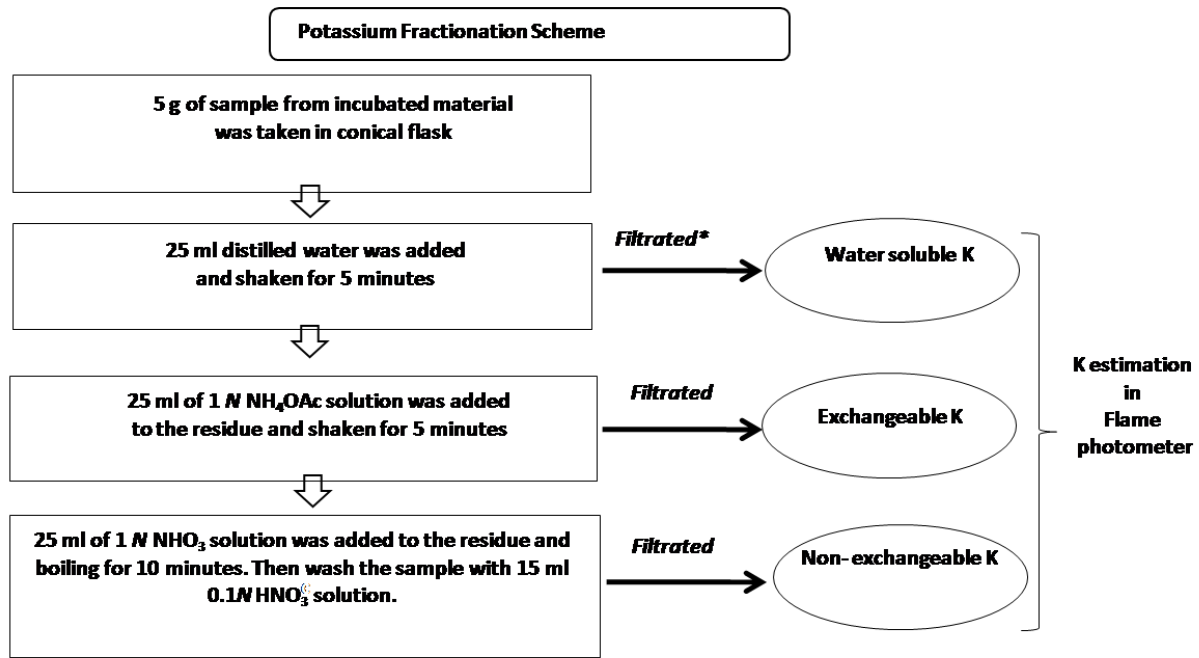 Potassium Fractionation Scheme
5 g of sample from incubated material
was taken in conical flask
25 ml distilled water was added
and shaken for 5 minutes
Filtrated*
Water soluble K
25 ml of 1 N NH₄OAc solution was added
to the residue and shaken for 5 minutes
Filtrated
Exchangeable K
25 ml of 1 N NHO₃ solution was added to the residue and
boiling for 10 minutes. Then wash the sample with 15 ml
0.1N HNO₃ solution.
Filtrated
Non- exchangeable K
K estimation
in
Flame
photometer